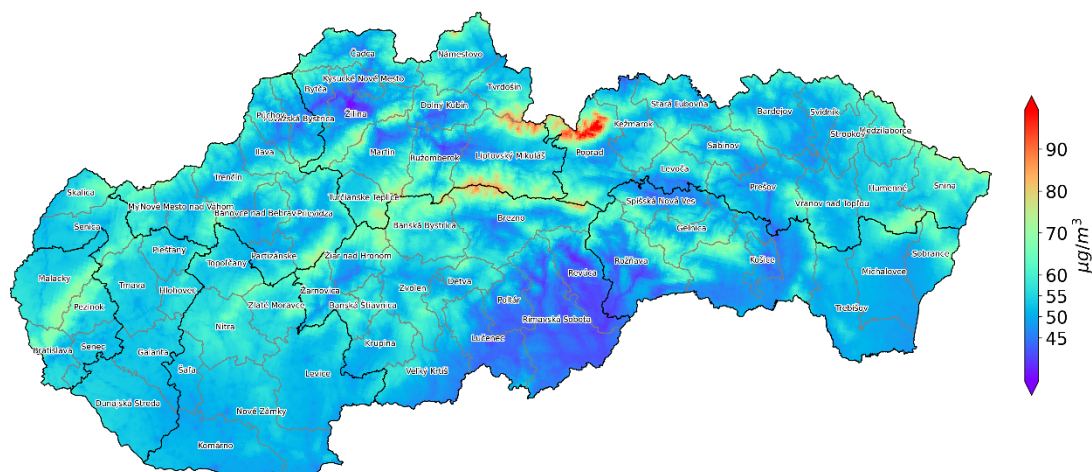 Čadca
Námestovo
Kysucké Nové Mesto
Bytča
Tvrdošín
Dolný Kubín
Žilina
Púchov
Považská Bystrica
Stará Ľubovňa
Kežmarok
Bardejov
Svidník
Stropkov
Medzilaborce
Sabinov
Ilava
Martin
Ružomberok
Liptovský Mikuláš
Poprad
Levoča
Trenčín
Prešov
Humenné
Snina
Skalica
Nové Mesto nad Váhom
Bánovce nad Bebrav
Prievidza
Turčianske Teplice
Spišská Nová Ves
Vranov nad Topľou
Senica
Banská Bystrica
Brezno
Gelnica
Piešťany
Topoľčany
Partizánske
Žiar nad Hronom
Rožňava
Košice
Sobrance
Malacky
Trnava
Hlohovec
Zvolen
Detva
Revúca
Michalovce
Pezinok
Zlaté Moravce
Žarnovica
Banská Štiavnica
Poltár
Trebišov
Nitra
Rimavská Sobota
Bratislava
Senec
Galanta
Krupina
Lučenec
Šaľa
Levice
Veľký Krtíš
Dunajská Streda
Nové Zámky
Komárno
90
80
70
60
55
50
45
μg/m³